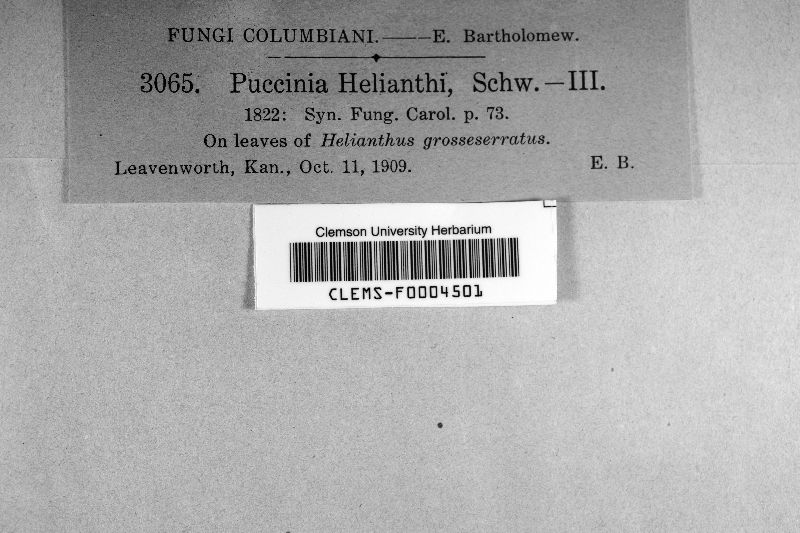 FUNGI COLUMBIANI.——E. Bartholomew.
3065. Puccinia Helianthi, Schw.—III.
1822: Syn. Fung. Carol. p. 73.
On leaves of Helianthus grosseserratus.
Leavenworth, Kan., Oct. 11, 1909. E. B.
Clemson University Herbarium
CLEMS-F0004501